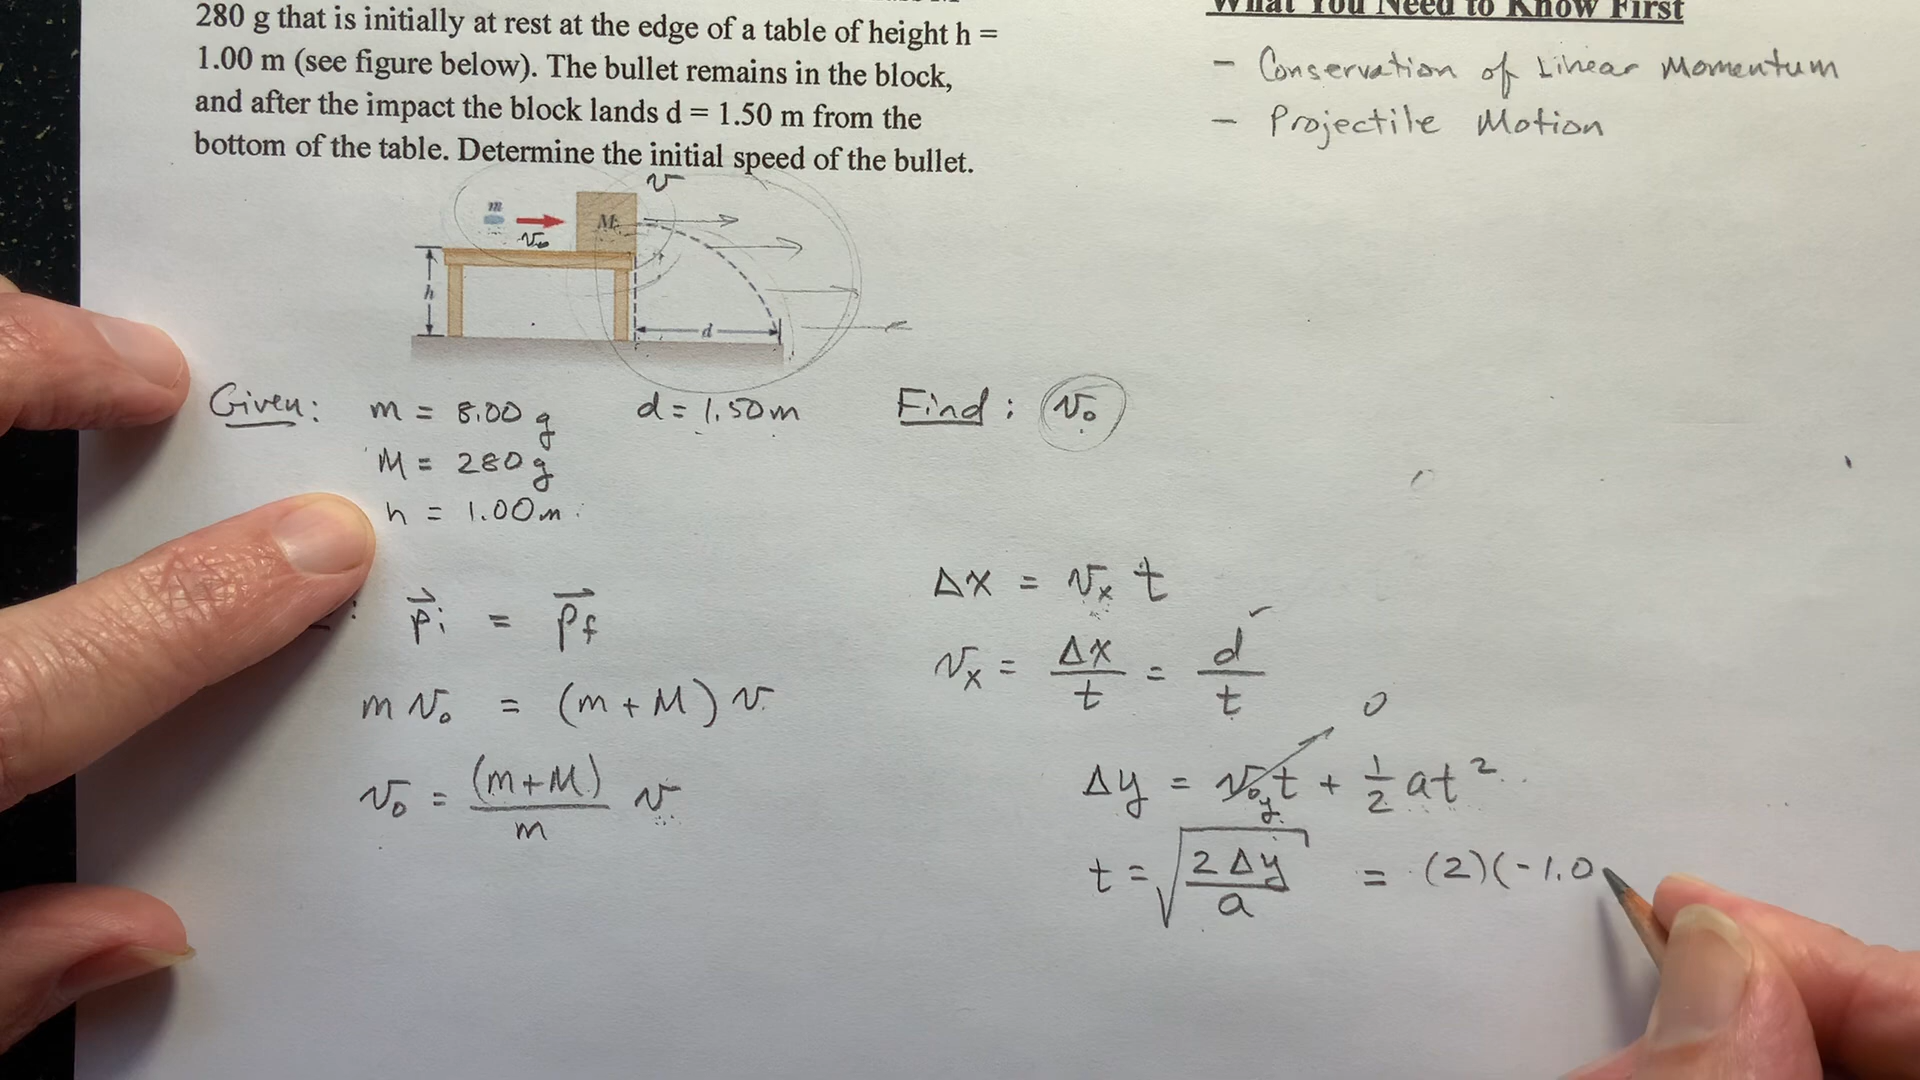 280 g that is initially at rest at the edge of a table of height h =
1.00 m (see figure below). The bullet remains in the block,
and after the impact the block lands d = 1.50 m from the
bottom of the table. Determine the initial speed of the bullet.
What You Need to Know First
- Conservation of Linear Momentum
- Projectile Motion
v
m
M
v₀
h
d
Given: m = 8.00 g d = 1.50 m Find: v₀
M = 280 g
h = 1.00 m
p⃗i = p⃗f
m v₀ = (m + M) v
v₀ = (m+M)/m v
Δx = vₓ t
vₓ = Δx/t = d/t
0
Δy = v₀y t + 1/2 at²
t = √(2Δy/a) = (2)(-1.0